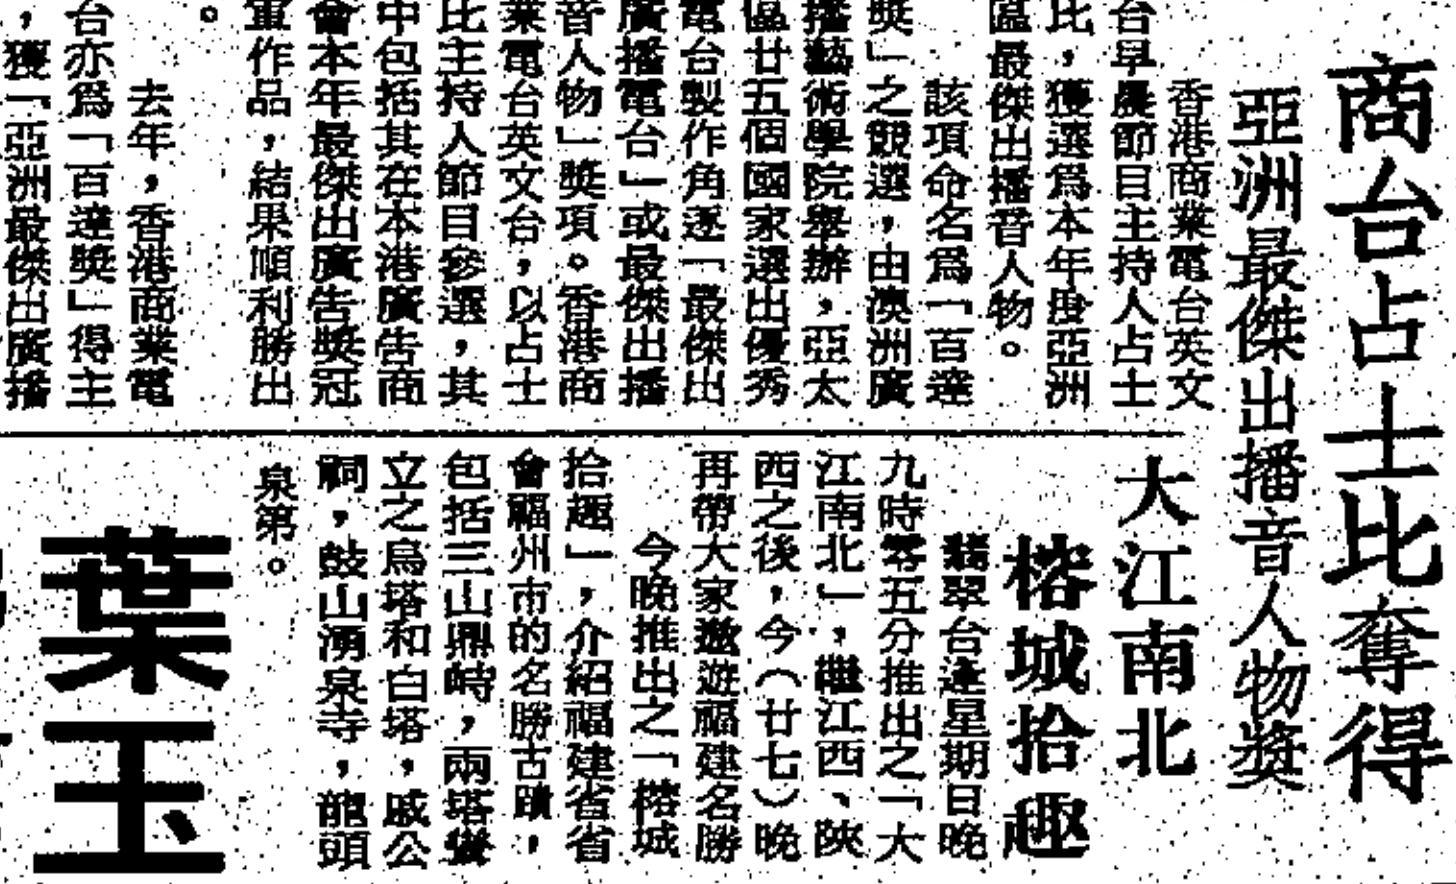 商台占士比奪得
亞洲最傑出播音人物獎
香港商業電台英文
台早晨節目主持人占士
比，獲選為本年度亞洲
區最傑出播音人物。
該項命名為「百達
獎」之競選，由澳洲廣
播藝術學院舉辦，亞太
區廿五個國家選出優秀
電台製作角逐「最傑出
廣播電台」或最傑出播
音人物」獎項。香港商
業電台英文台，以占士
比主持人節目參選，其
中包括其在本港廣告商
會本年最傑出廣告獎冠
軍作品，結果順利勝出
。
去年，香港商業電
台亦為「百達獎」得主
，獲「亞洲最傑出廣播
大江南北
榕城拾趣
翡翠台逢星期日晚
九時零五分推出之「大
江南北」，繼江西、陝
西之後，今（廿七）晚
再帶大家遨遊福建名勝
今晚推出之「榕城
拾趣」，介紹福建省省
會福州市的名勝古蹟，
包括三山鼎峙，兩塔聳
立之烏塔和白塔，戚公
祠，鼓山湧泉寺，龍頭
泉第。
葉玉